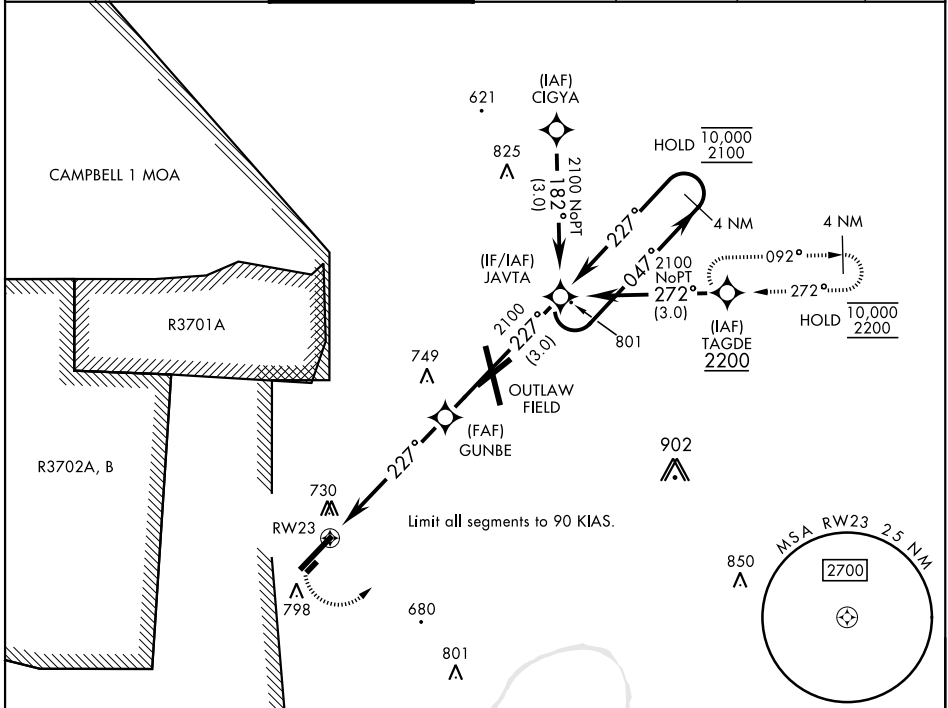 (IAF)
CIGYA
621
825
2100 NoPT
182°
(3.0)
HOLD 10,000
2100
CAMPBELL 1 MOA
227°
4 NM
4 NM
047°
092°
(IF/IAF)
JAVTA
2100
NoPT
272°
(3.0)
272°
HOLD 10,000
2200
R3701A
2100
227°
(3.0)
801
(IAF)
TAGDE
2200
749
OUTLAW
FIELD
(FAF)
GUNBE
227°
902
R3702A, B
730
RW23
Limit all segments to 90 KIAS.
MSA RW23 25 NM
2700
850
798
680
801